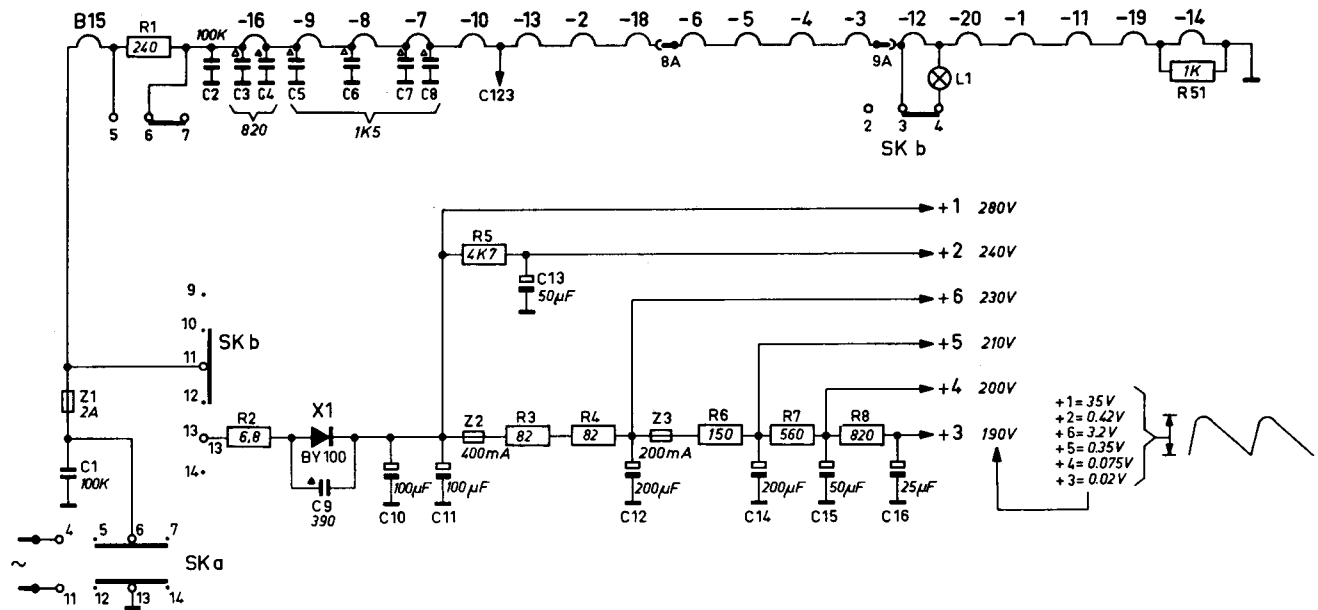 B15 -16 -9 -8 -7 -10 -13 -2 -18 -6 -5 -4 -3 -12 -20 -1 -11 -19 -14
R1 100K
240
8A 9A L1 1K
C2 C3 C4 C5 C6 C7 C8 C123 R51
820 1K5
5 6 7 2 3 4
SK b
+1 280V
R5
4K7 +2 240V
C13
50µF
9 +6 230V
10
SK b +5 210V
11
12 +4 200V
Z1
2A
X1 Z2 R3 R4 Z3 R6 R7 R8
13 13 R2
6,8 BY100 400mA 82 82 200mA 150 560 820 +3 190V
+1 = 35V
+2 = 0.42V
+6 = 3.2V
+5 = 0.35V
+4 = 0.075V
+3 = 0.02V
14
C1
100K
C9
390
100µF 100µF 200µF 200µF 50µF 25µF
C10 C11 C12 C14 C15 C16
4 5 6 7
~ SK a
11 12 13 14